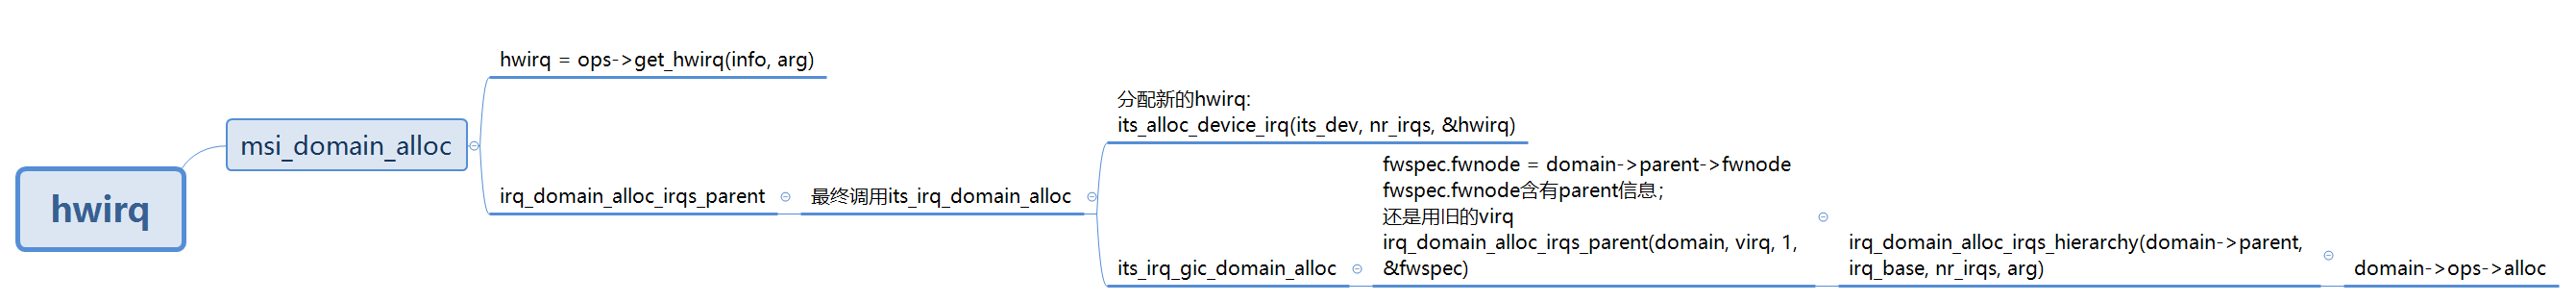 hwirq
msi_domain_alloc
hwirq = ops->get_hwirq(info, arg)
irq_domain_alloc_irqs_parent
最终调用its_irq_domain_alloc
分配新的hwirq:
its_alloc_device_irq(its_dev, nr_irqs, &hwirq)
its_irq_gic_domain_alloc
fwspec.fwnode = domain->parent->fwnode
fwspec.fwnode含有parent信息；
还是用旧的virq
irq_domain_alloc_irqs_parent(domain, virq, 1,
&fwspec)
irq_domain_alloc_irqs_hierarchy(domain->parent,
irq_base, nr_irqs, arg)
domain->ops->alloc